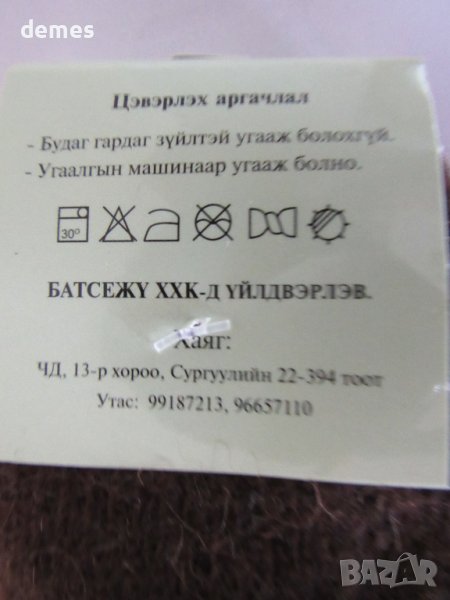 demes
Цэвэрлэх аргачлал
- Будаг гардаг зүйлтэй угааж болохгүй.
- Угаалгын машинаар угааж болно.
30°
БАТСЕЖҮ ХХК-Д ҮЙЛДВЭРЛЭВ.
Хаяг:
ЧД, 13-р хороо, Сургуулийн 22-394 тоот
Утас: 99187213, 96657110
BAZAR